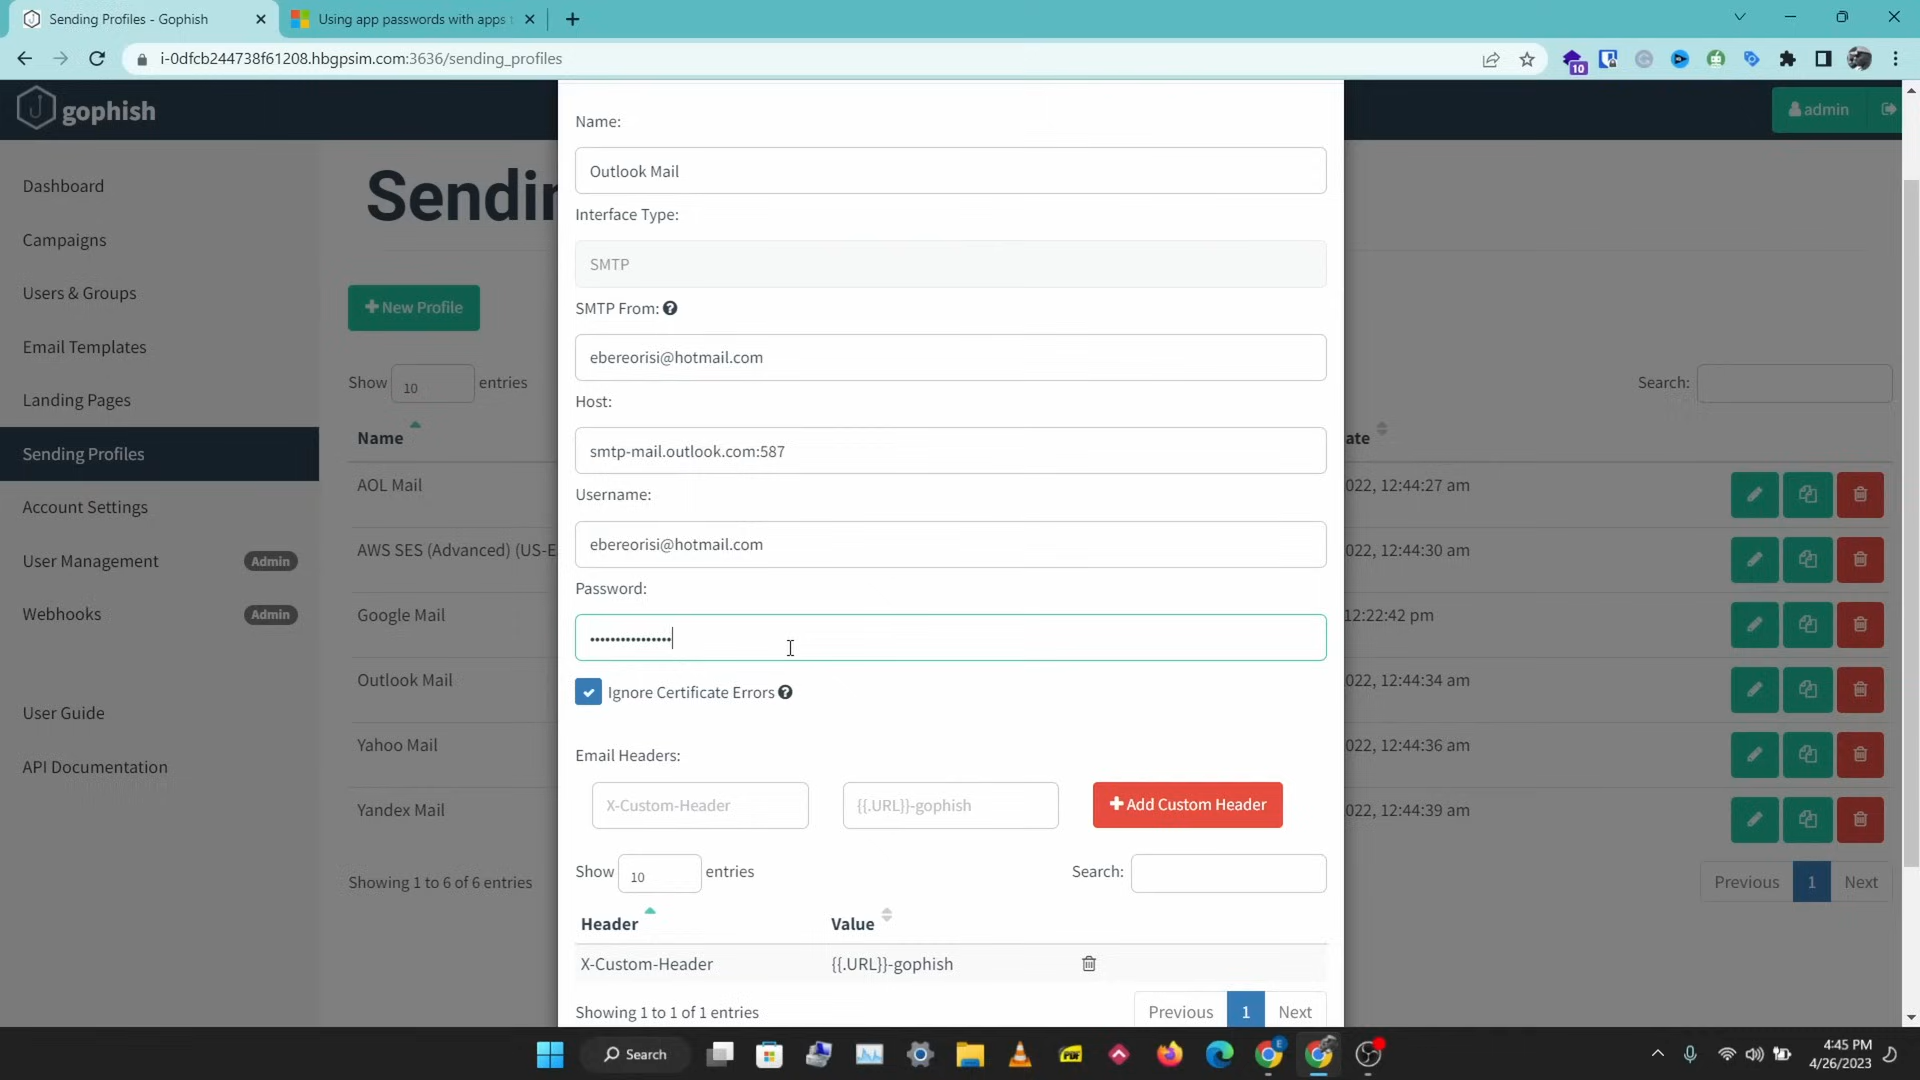 Sending Profiles - Gophish
Using app passwords with apps
i-0dfcb244738f61208.hbgpsim.com:3636/sending_profiles
10
gophish
admin
Dashboard
Campaigns
Users & Groups
Email Templates
Landing Pages
Sending Profiles
Account Settings
User Management Admin
Webhooks Admin
User Guide
API Documentation
Sendin
New Profile
Show 10 entries
Search:
Name
ate
AOL Mail
022, 12:44:27 am
AWS SES (Advanced) (US-E
022, 12:44:30 am
Google Mail
12:22:42 pm
Outlook Mail
022, 12:44:34 am
Yahoo Mail
022, 12:44:36 am
Yandex Mail
022, 12:44:39 am
Showing 1 to 6 of 6 entries
Previous 1 Next
Name:
Outlook Mail
Interface Type:
SMTP
SMTP From:
ebereorisi@hotmail.com
Host:
smtp-mail.outlook.com:587
Username:
ebereorisi@hotmail.com
Password:
••••••••••••••••
Ignore Certificate Errors
Email Headers:
X-Custom-Header
{{.URL}}-gophish
Add Custom Header
Show 10 entries
Search:
Header Value
X-Custom-Header {{.URL}}-gophish
Showing 1 to 1 of 1 entries
Previous 1 Next
Search
PDF
E
4:45 PM
4/26/2023